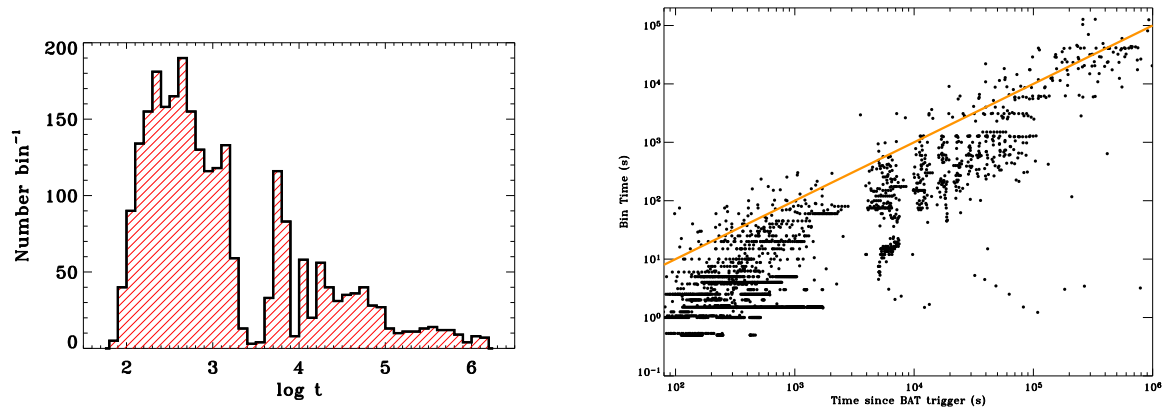 200
150
100
50
0
Number bin⁻¹
2 3 4 5 6
log t
10⁵
10⁴
10³
10²
10¹
10⁰
10⁻¹
Bin Time (s)
10² 10³ 10⁴ 10⁵ 10⁶
Time since BAT trigger (s)